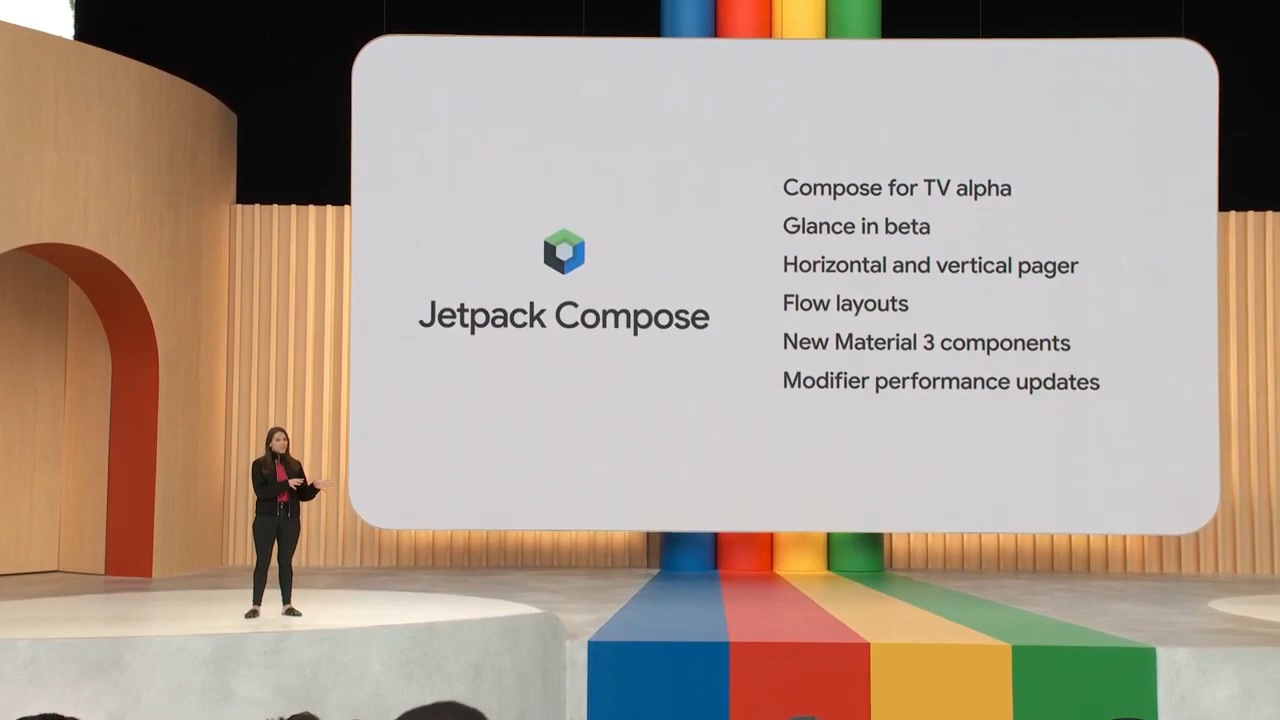 Jetpack Compose
Compose for TV alpha
Glance in beta
Horizontal and vertical pager
Flow layouts
New Material 3 components
Modifier performance updates